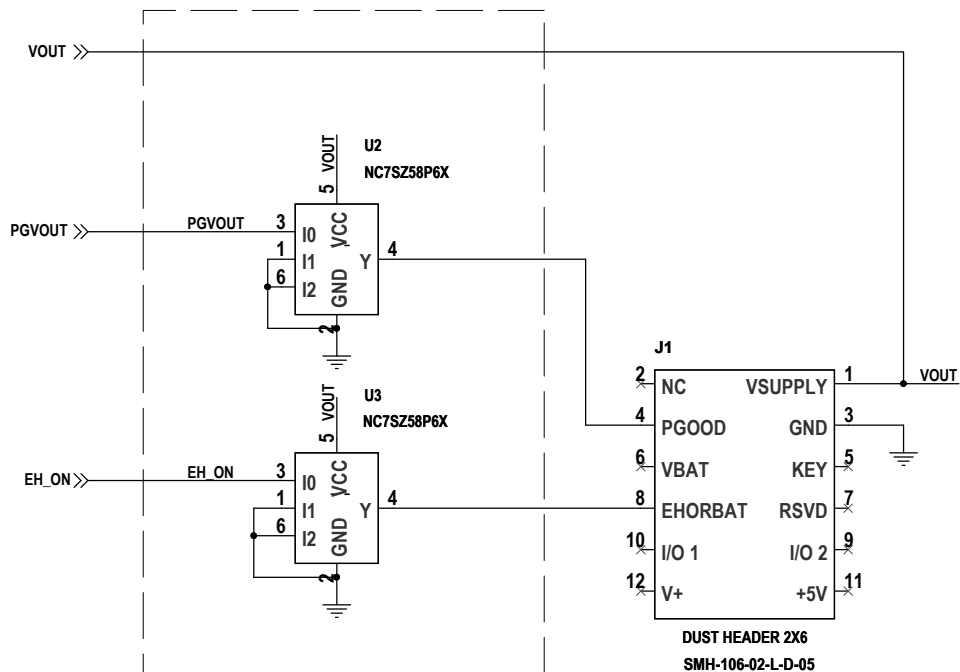 VOUT
PGVOUT
PGVOUT
U2
NC7SZ58P6X
5 VOUT
3 I0
1 I1
6 I2
VCC
GND
Y 4
2
EH_ON
EH_ON
U3
NC7SZ58P6X
5 VOUT
3 I0
1 I1
6 I2
VCC
GND
Y 4
2
J1
2 NC VSUPPLY 1 VOUT
4 PGOOD GND 3
6 VBAT KEY 5
8 EHORBAT RSVD 7
10 I/O 1 I/O 2 9
12 V+ +5V 11
DUST HEADER 2X6
SMH-106-02-L-D-05